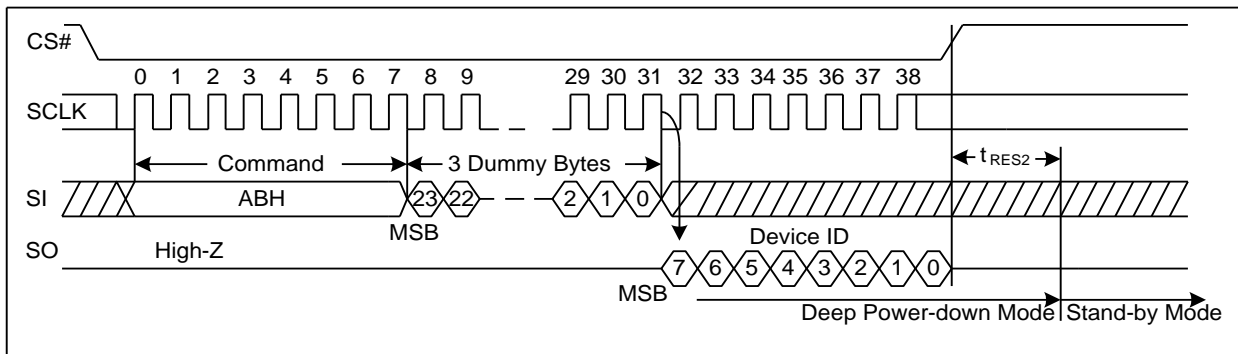 CS#
0 1 2 3 4 5 6 7 8 9 29 30 31 32 33 34 35 36 37 38
SCLK
Command 3 Dummy Bytes tRES2
SI ABH 23 22 2 1 0
MSB Device ID
SO High-Z
7 6 5 4 3 2 1 0
MSB
Deep Power-down Mode Stand-by Mode